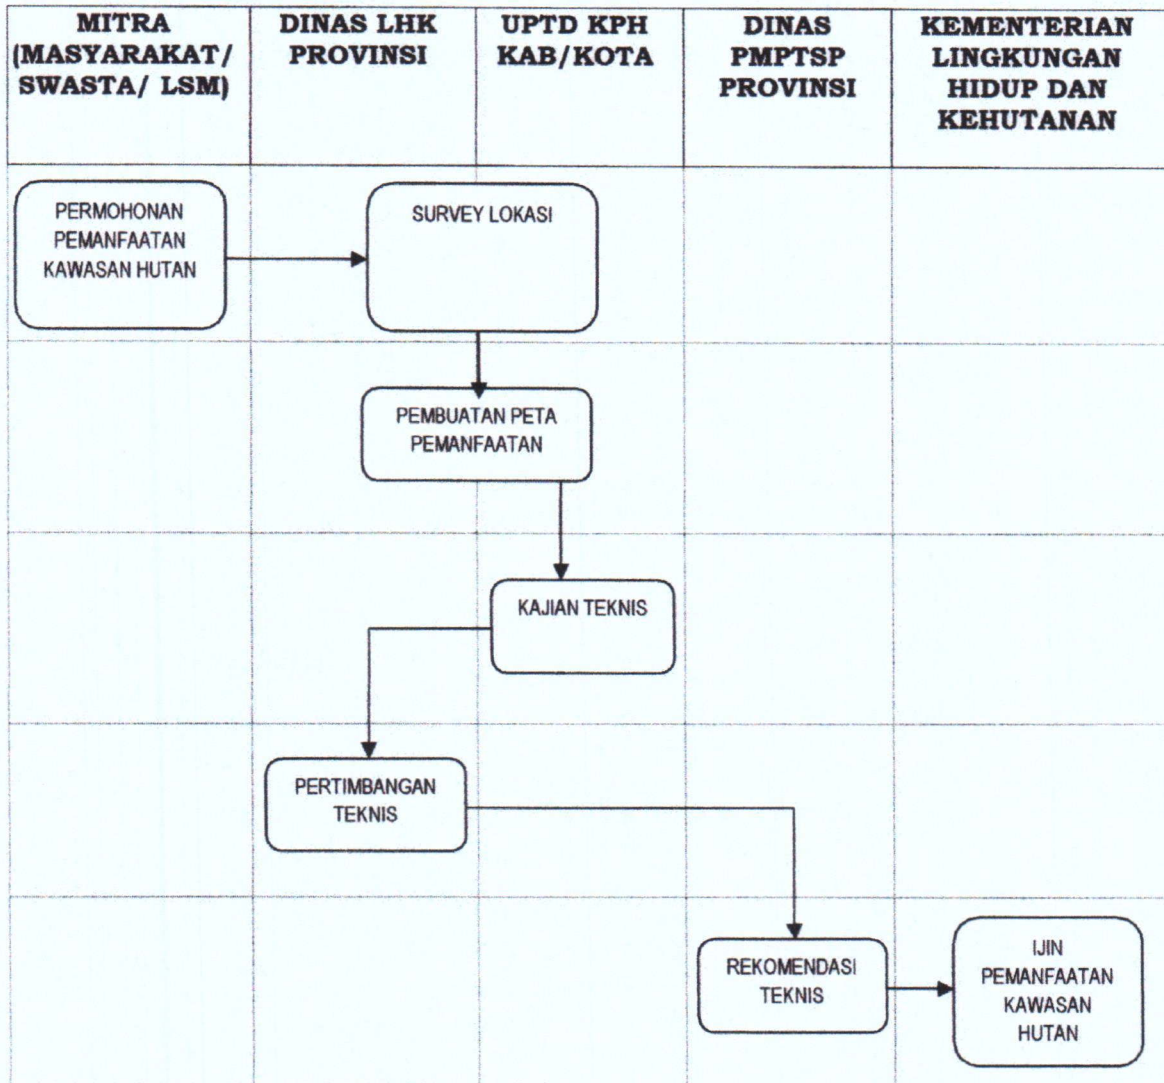 MITRA
(MASYARAKAT/
SWASTA/ LSM)
DINAS LHK
PROVINSI
UPTD KPH
KAB/KOTA
DINAS
PMPTSP
PROVINSI
KEMENTERIAN
LINGKUNGAN
HIDUP DAN
KEHUTANAN
PERMOHONAN
PEMANFAATAN
KAWASAN HUTAN
SURVEY LOKASI
PEMBUATAN PETA
PEMANFAATAN
KAJIAN TEKNIS
PERTIMBANGAN
TEKNIS
REKOMENDASI
TEKNIS
IJIN
PEMANFAATAN
KAWASAN
HUTAN